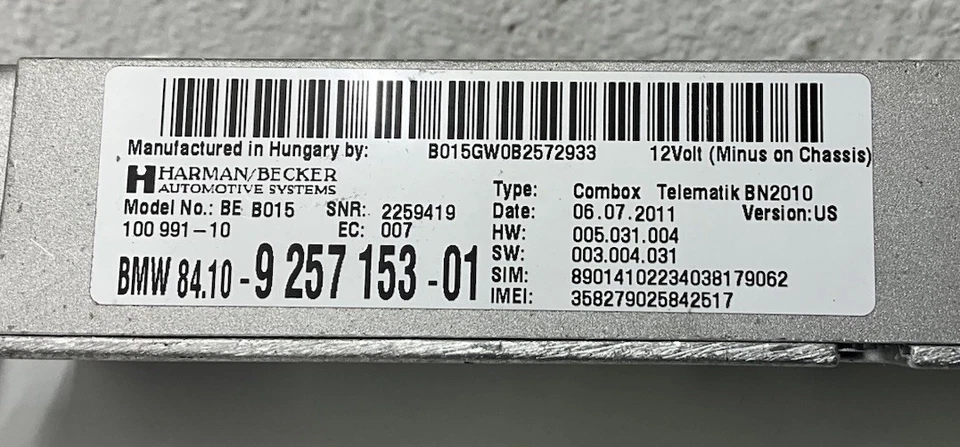 Manufactured in Hungary by: B015GW0B2572933 12Volt (Minus on Chassis)
HARMAN/BECKER
AUTOMOTIVE SYSTEMS
Model No.: BE B015 SNR: 2259419
100 991-10 EC: 007
BMW 84.10-9 257 153-01
Type: Combox Telematik BN2010
Date: 06.07.2011 Version:US
HW: 005.031.004
SW: 003.004.031
SIM: 89014102234038179062
IMEI: 358279025842517